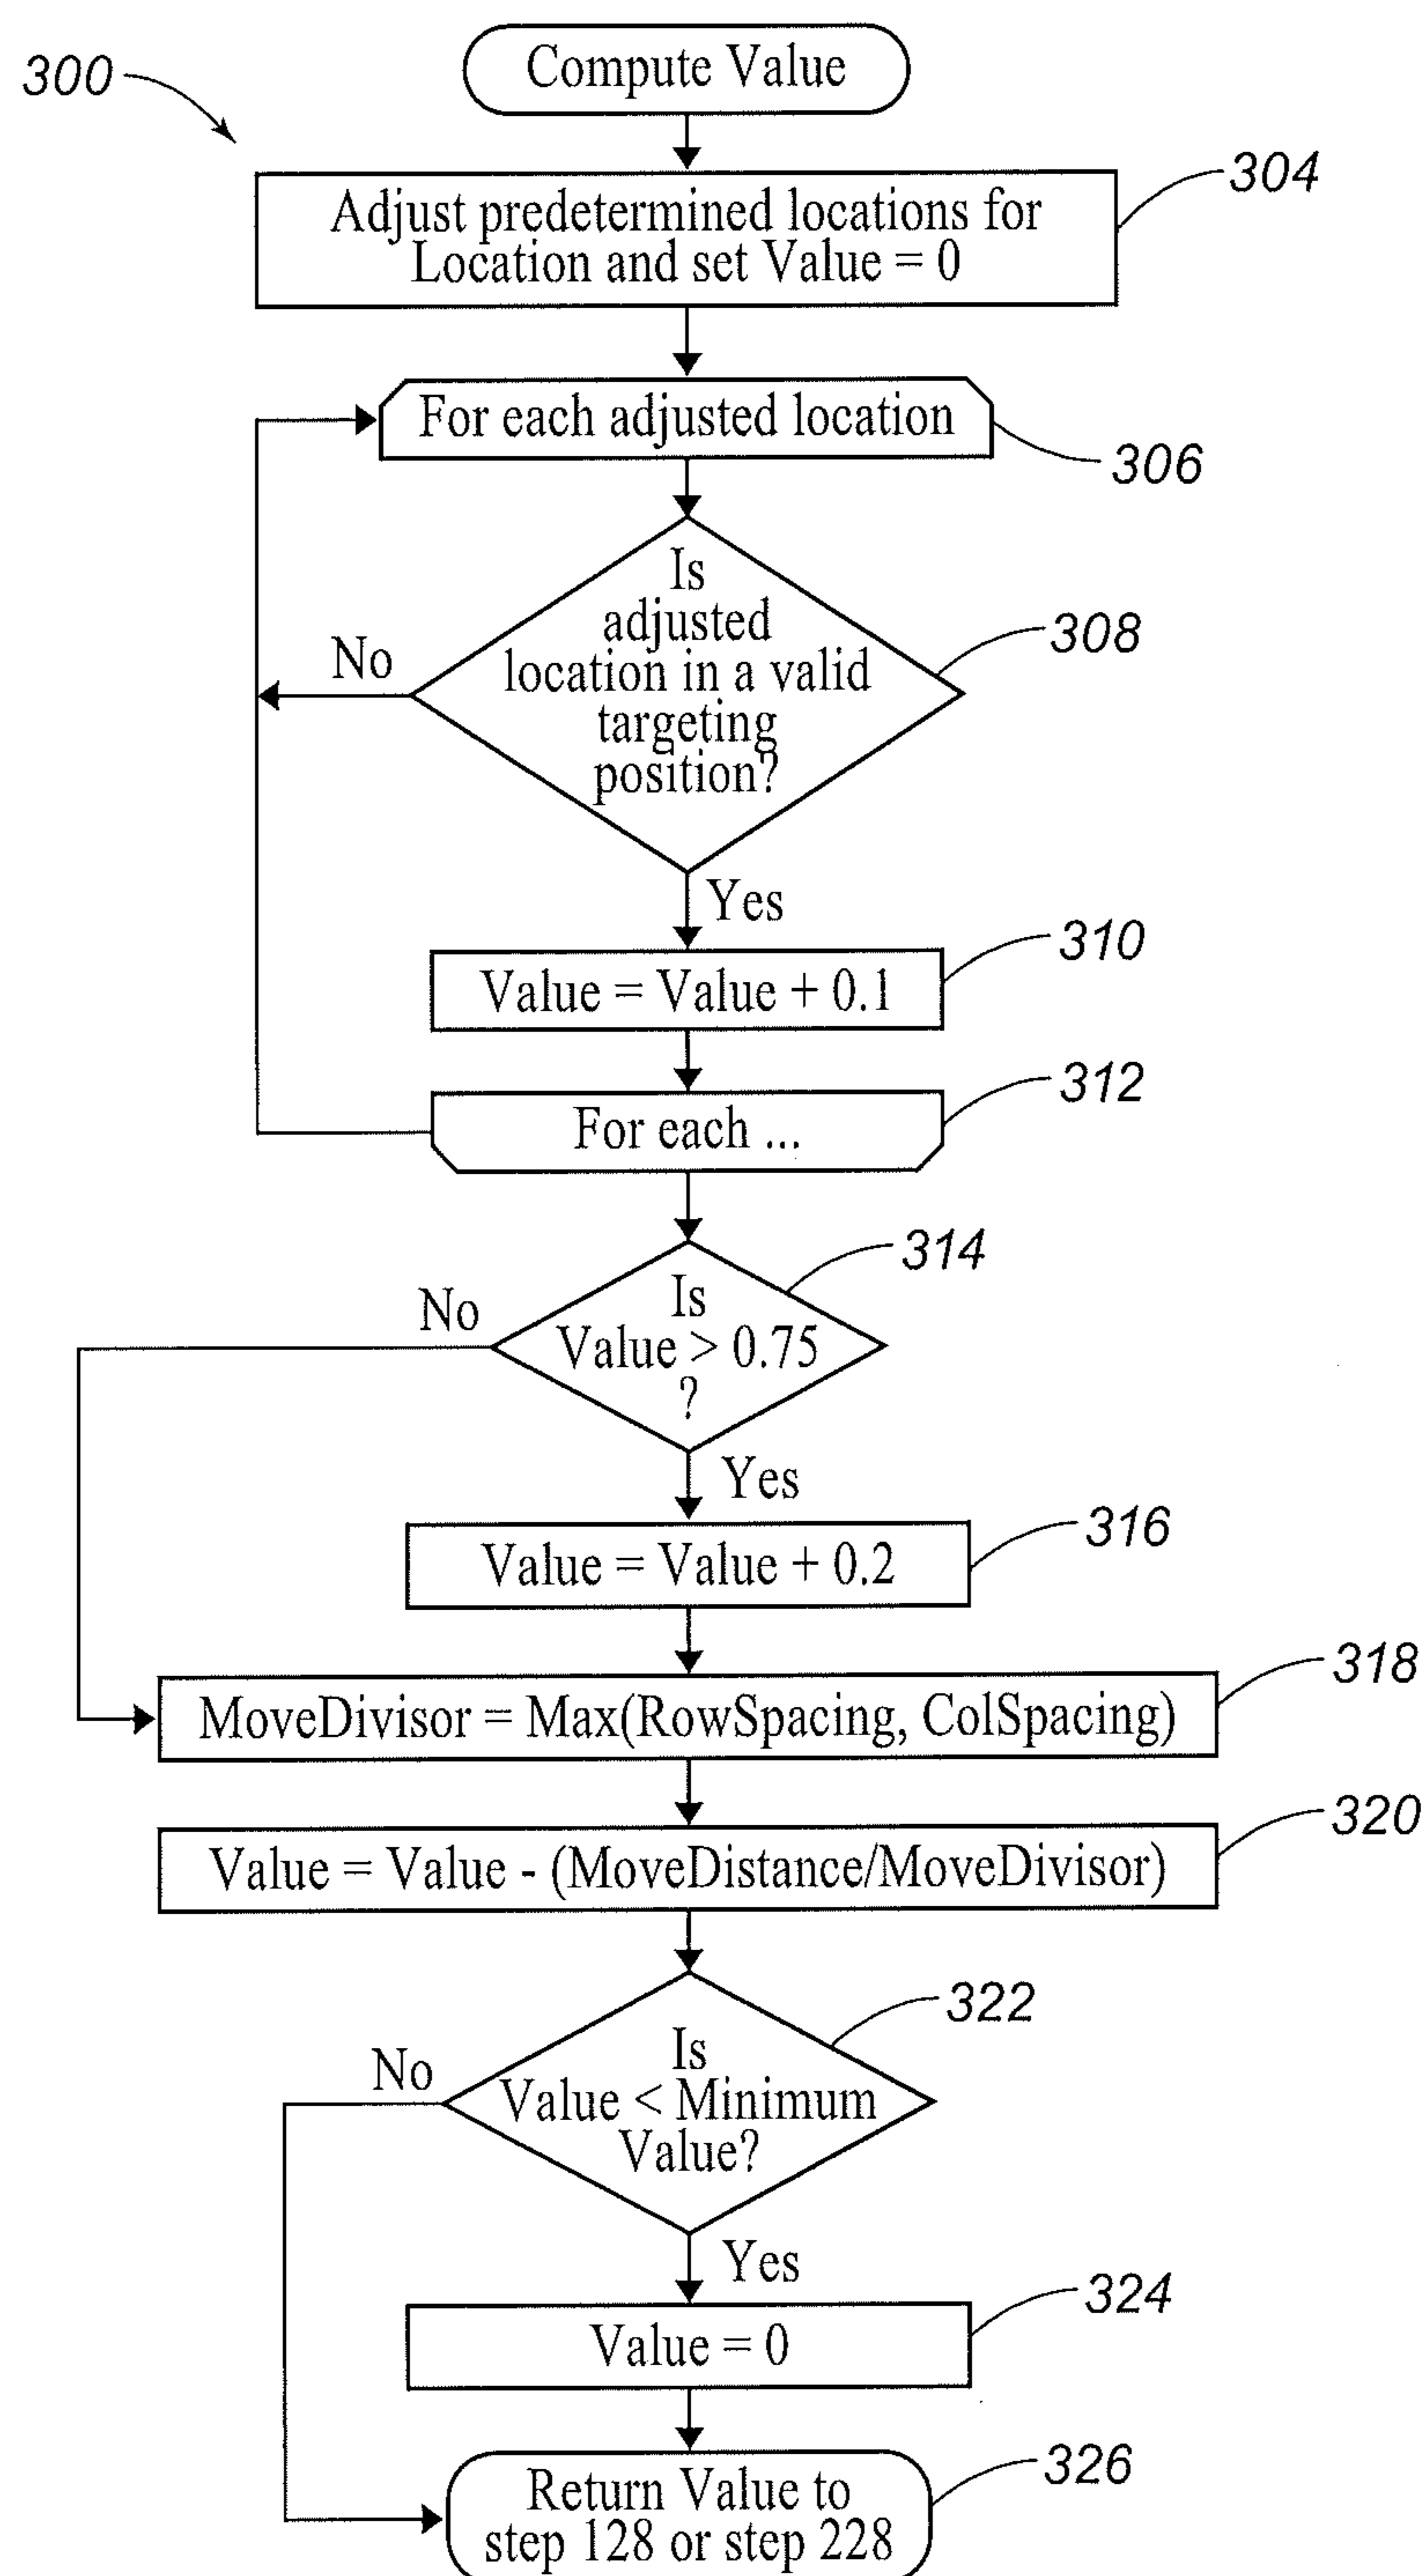 Compute Value
300
304
Adjust predetermined locations for
Location and set Value = 0
For each adjusted location
306
Is
adjusted
location in a valid
targeting
position?
308
No
Yes
310
Value = Value + 0.1
312
For each ...
314
Is
Value > 0.75
?
No
Yes
316
Value = Value + 0.2
318
MoveDivisor = Max(RowSpacing, ColSpacing)
320
Value = Value - (MoveDistance/MoveDivisor)
322
Is
Value < Minimum
Value?
No
Yes
324
Value = 0
326
Return Value to
step 128 or step 228